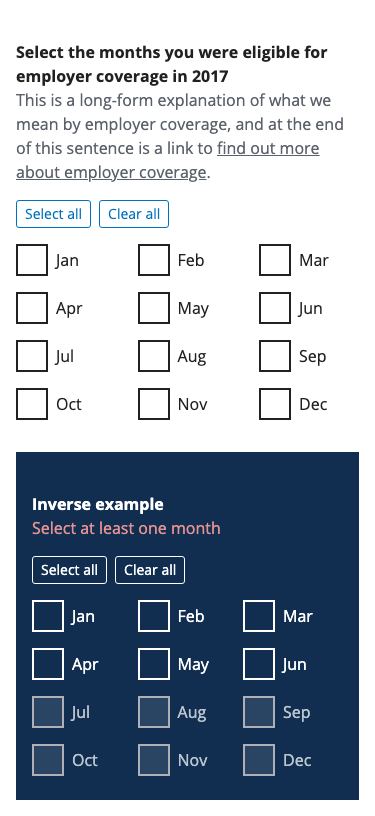 Select the months you were eligible for
employer coverage in 2017
This is a long-form explanation of what we
mean by employer coverage, and at the end
of this sentence is a link to find out more
about employer coverage.
Select all Clear all
Jan Feb Mar
Apr May Jun
Jul Aug Sep
Oct Nov Dec
Inverse example
Select at least one month
Select all Clear all
Jan Feb Mar
Apr May Jun
Jul Aug Sep
Oct Nov Dec